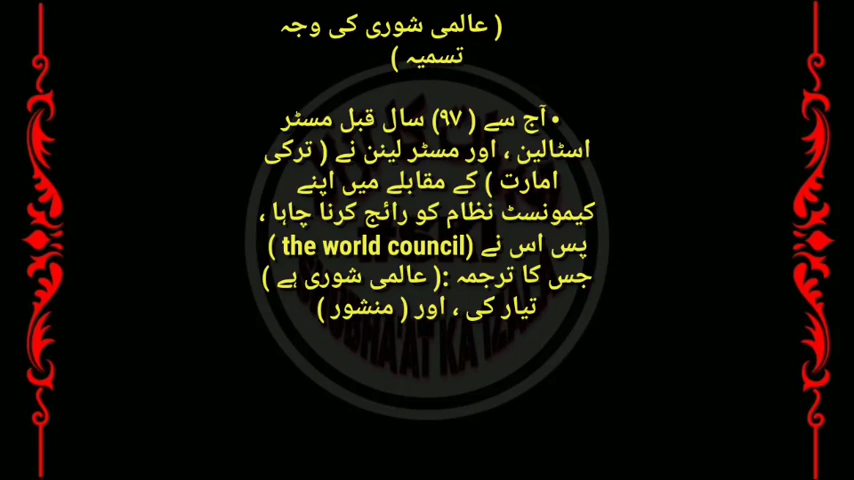 ( عالمی شوری کی وجہ
تسمیہ )
• آج سے ( ۹۷) سال قبل مسٹر
اسٹالین ، اور مسٹر لینن نے ( ترکی
امارت ) کے مقابلے میں اپنے
کیمونسٹ نظام کو رائج کرنا چاہا ،
پس اس نے (the world council )
جس کا ترجمہ :( عالمی شوری ہے )
تیار کی ، اور ( منشور )